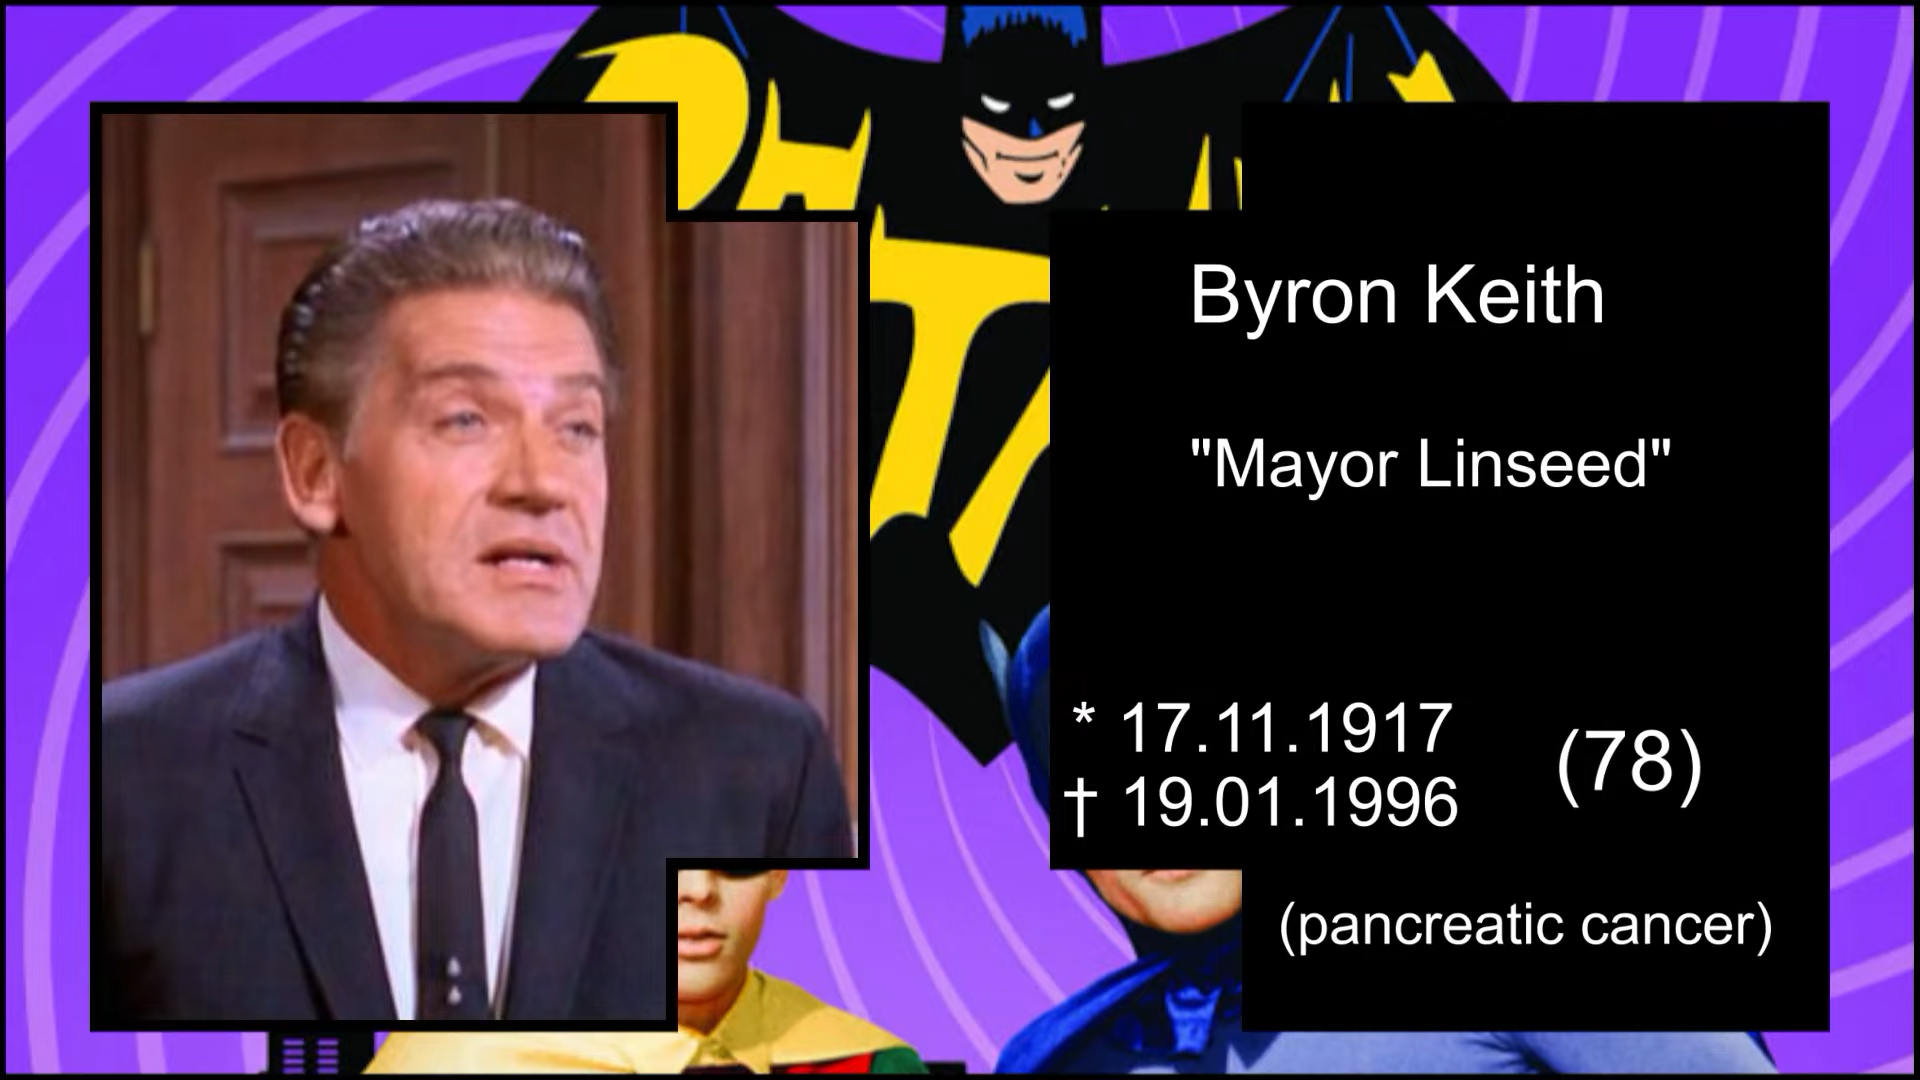 Byron Keith
"Mayor Linseed"
* 17.11.1917
† 19.01.1996
(78)
(pancreatic cancer)